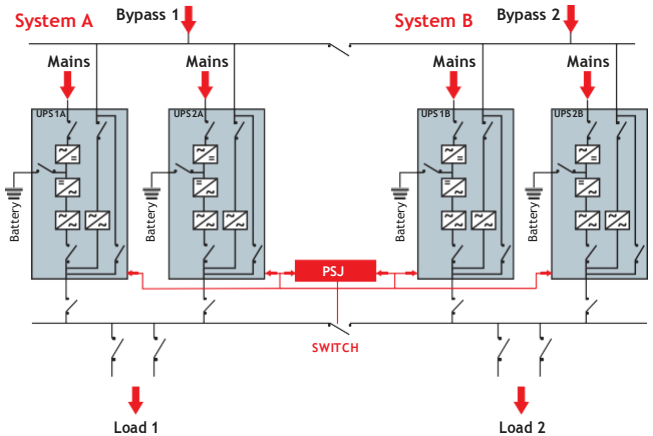 System A
Bypass 1
System B
Bypass 2
Mains
Mains
Mains
Mains
UPS1A
UPS2A
UPS1B
UPS2B
Battery
Battery
Battery
Battery
PSJ
SWITCH
Load 1
Load 2